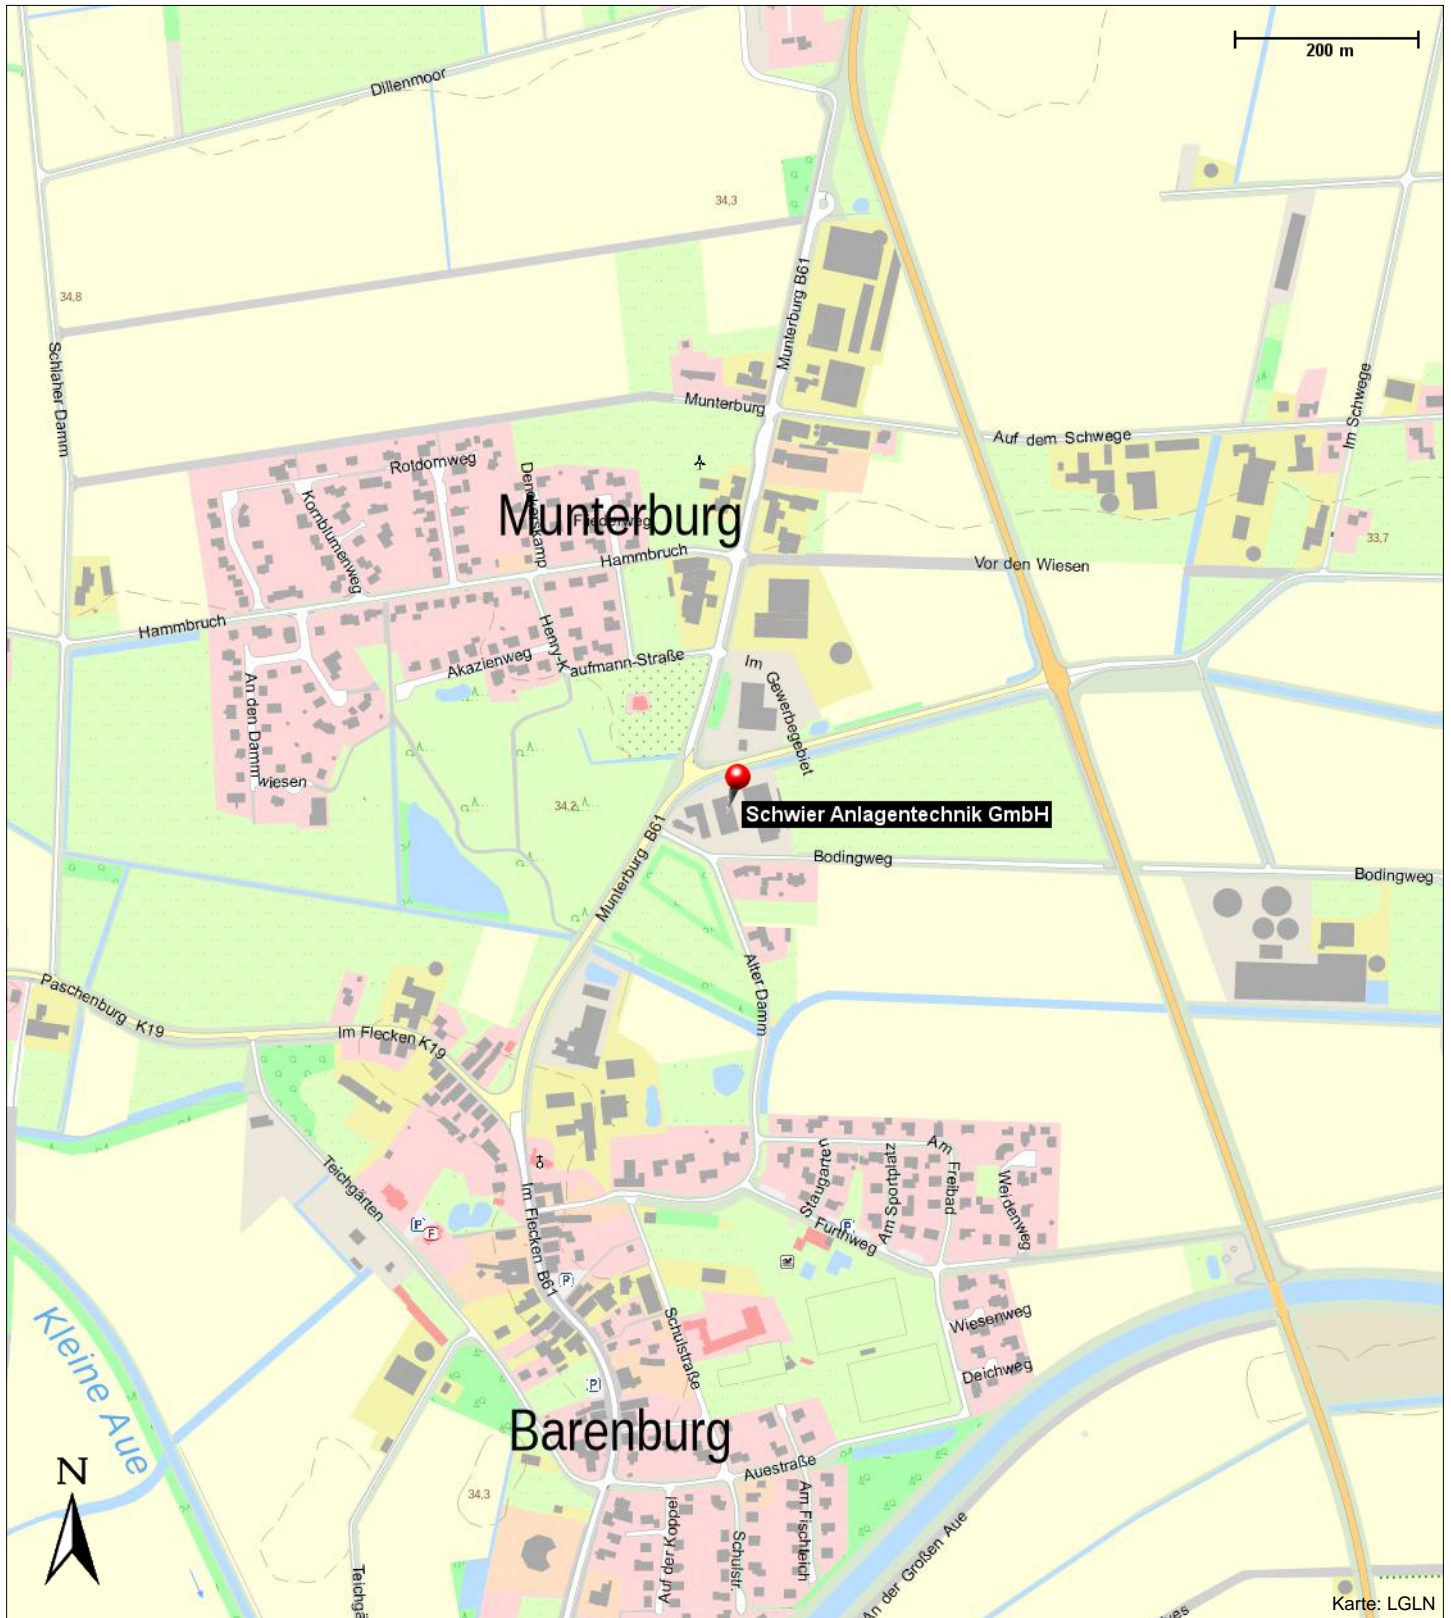 200 m
Dillenmoor
34,3
Munterburg B61
34,8
Schlaher Damm
Im Schwege
Munterburg
Auf dem Schwege
Rotdornweg
Kornblumenweg
Denckerskamp
Munterburg
Fliederweg
33,7
Hammbruch
Vor den Wiesen
Hammbruch
Henry-Kaufmann-Straße
Akazienweg
Im
Gewerbegebiet
An den Damm
wiesen
34,2
Schwier Anlagentechnik GmbH
Munterburg B61
Bodingweg
Bodingweg
Alter Damm
Paschenburg K19
Im Flecken K19
Teichgärten
Staugarten
Am Sportplatz
Am Freibad
Weidenweg
P
F
P
Furthweg
Im Flecken B61
P
Schulstraße
Wiesenweg
Deichweg
Kleine Aue
P
Barenburg
Auestraße
N
34,3
Auf der Koppel
Schulstr.
Am Fischteich
An der Großen Aue
Karte: LGLN